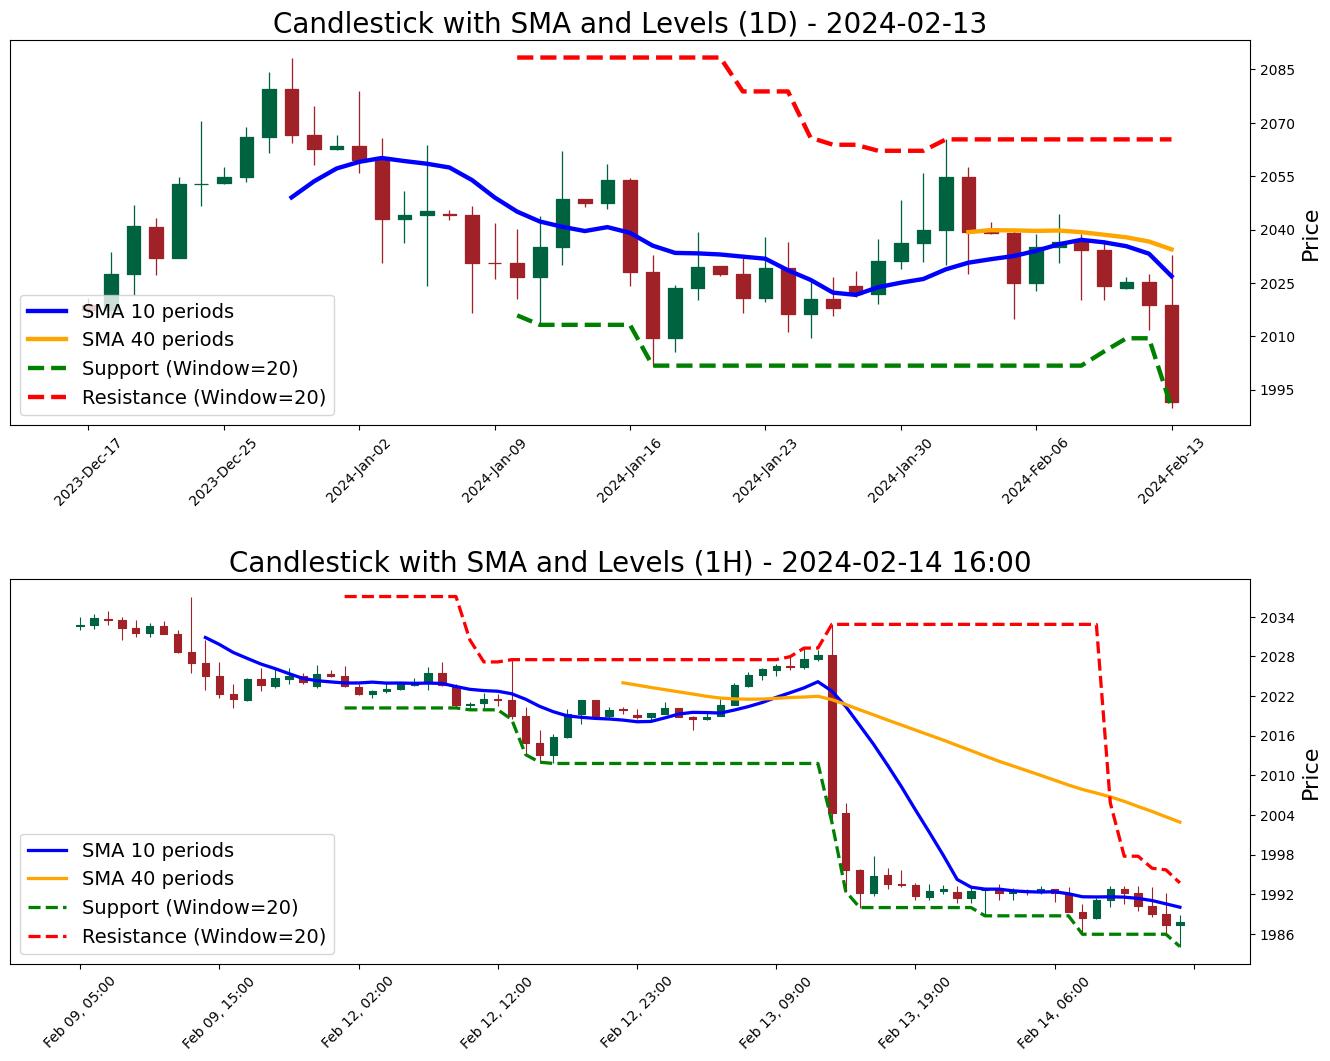 Candlestick with SMA and Levels (1D) - 2024-02-13
2085
2070
2055
2040
2025
2010
1995
Price
SMA 10 periods
SMA 40 periods
Support (Window=20)
Resistance (Window=20)
2023-Dec-17
2023-Dec-25
2024-Jan-02
2024-Jan-09
2024-Jan-16
2024-Jan-23
2024-Jan-30
2024-Feb-06
2024-Feb-13
Candlestick with SMA and Levels (1H) - 2024-02-14 16:00
2034
2028
2022
2016
2010
2004
1998
1992
1986
Price
SMA 10 periods
SMA 40 periods
Support (Window=20)
Resistance (Window=20)
Feb 09, 05:00
Feb 09, 15:00
Feb 12, 02:00
Feb 12, 12:00
Feb 12, 23:00
Feb 13, 09:00
Feb 13, 19:00
Feb 14, 06:00